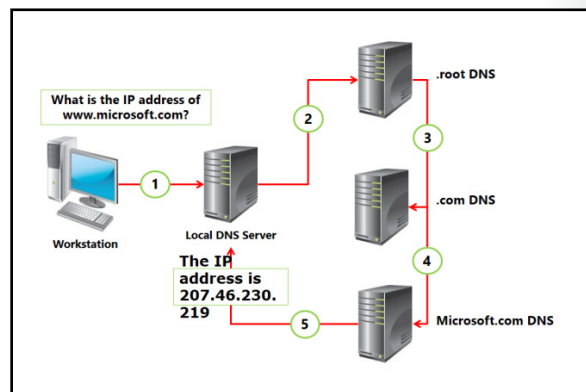 .root DNS
What is the IP address of
www.microsoft.com?
2
3
1
.com DNS
Workstation
Local DNS Server
The IP
address is
207.46.230.
219
4
5
Microsoft.com DNS